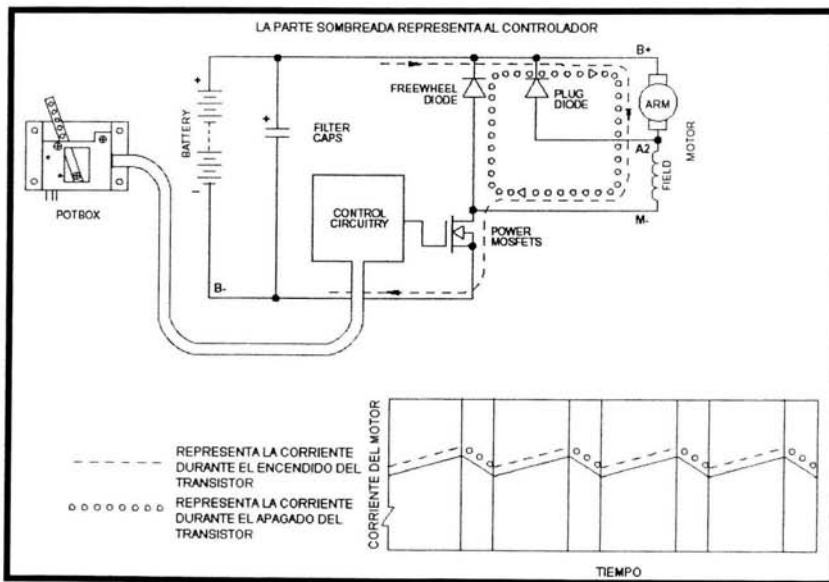 LA PARTE SOMBREADA REPRESENTA AL CONTROLADOR
B+
FREEWHEEL
DIODE
PLUG
DIODE
ARM
MOTOR
BATTERY
+
+
FILTER
CAPS
A2
FIELD
POTBOX
CONTROL
CIRCUITRY
M-
POWER
MOSFETS
-
B-
REPRESENTA LA CORRIENTE
DURANTE EL ENCENDIDO DEL
TRANSISTOR
REPRESENTA LA CORRIENTE
DURANTE EL APAGADO DEL
TRANSISTOR
CORRIENTE DEL MOTOR
TIEMPO